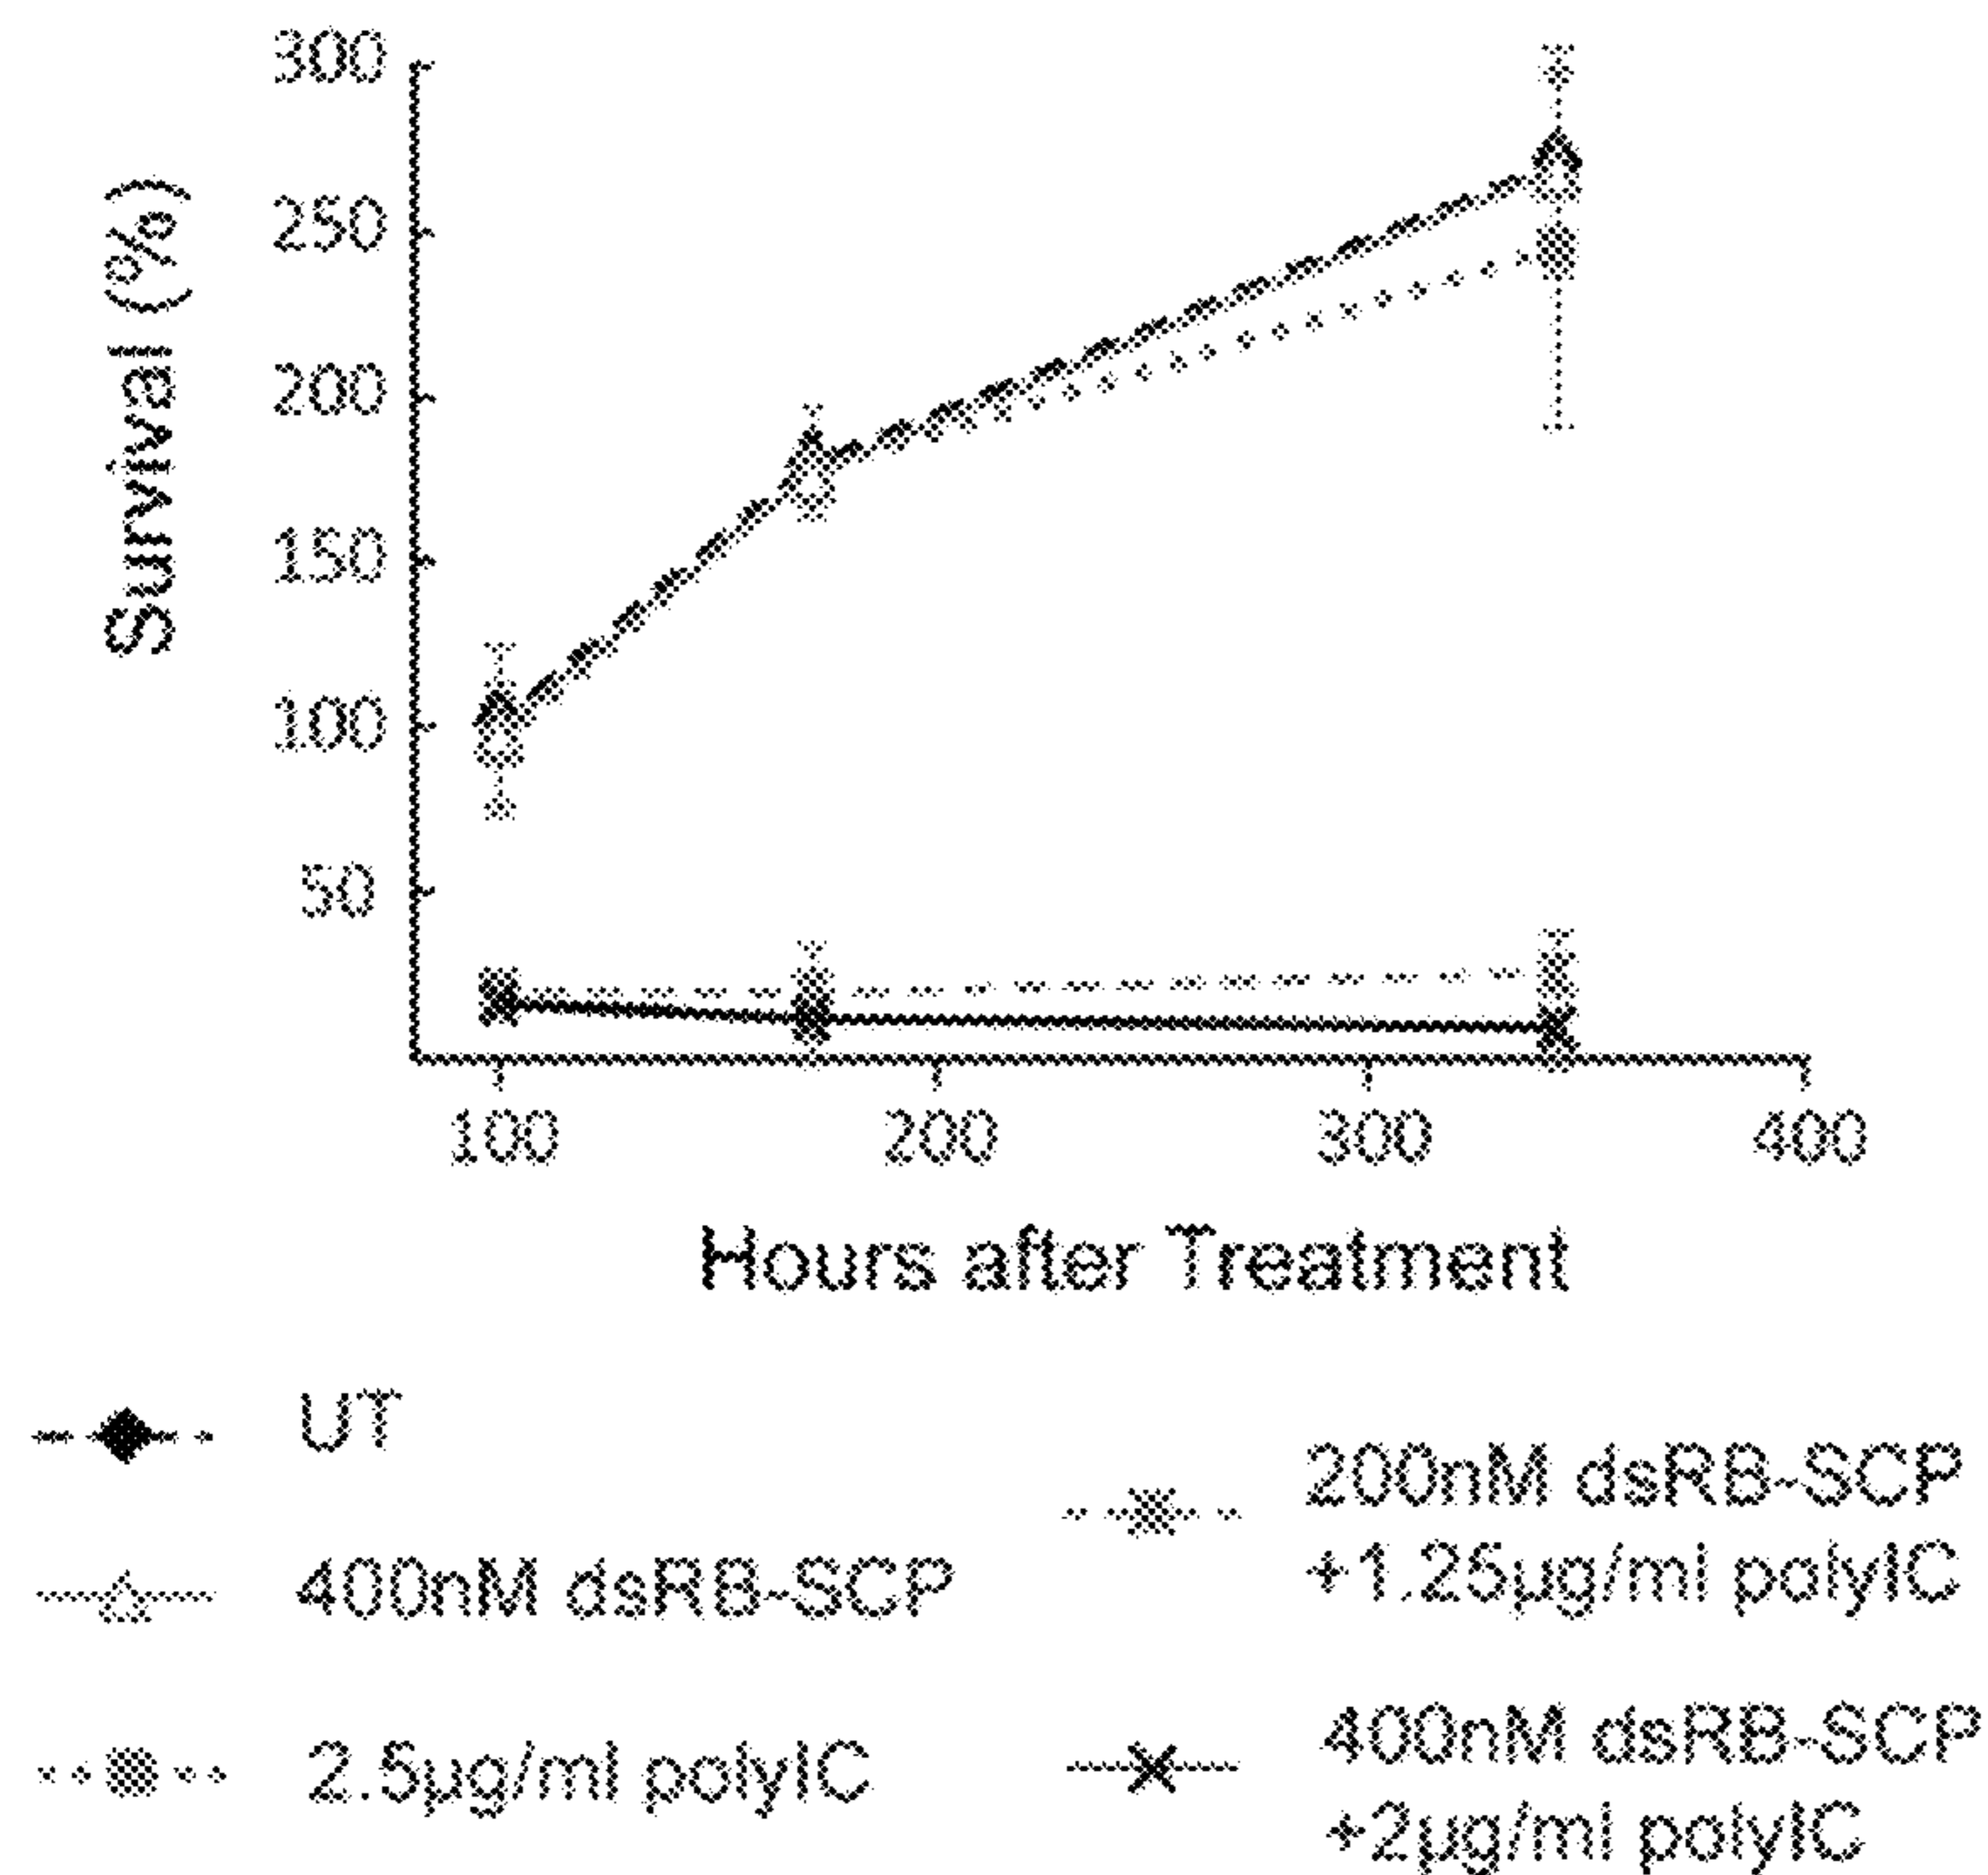 300
250
200
150
100
50
Survival (%)
100 200 300 400
Hours after Treatment
UT
400nM dsRB-SCP
2.5µg/ml polyIC
200nM dsRB-SCP
+1.25µg/ml polyIC
400nM dsRB-SCP
+2µg/ml polyIC